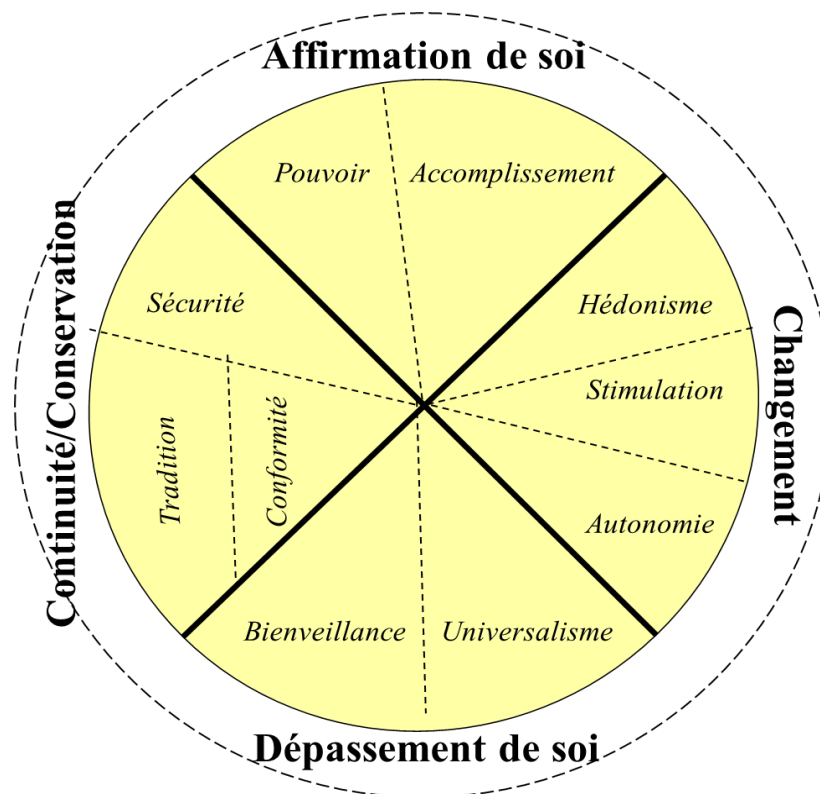 Affirmation de soi
Pouvoir
Accomplissement
Sécurité
Hédonisme
Continuité/Conservation
Changement
Stimulation
Tradition
Conformité
Autonomie
Bienveillance
Universalisme
Dépassement de soi